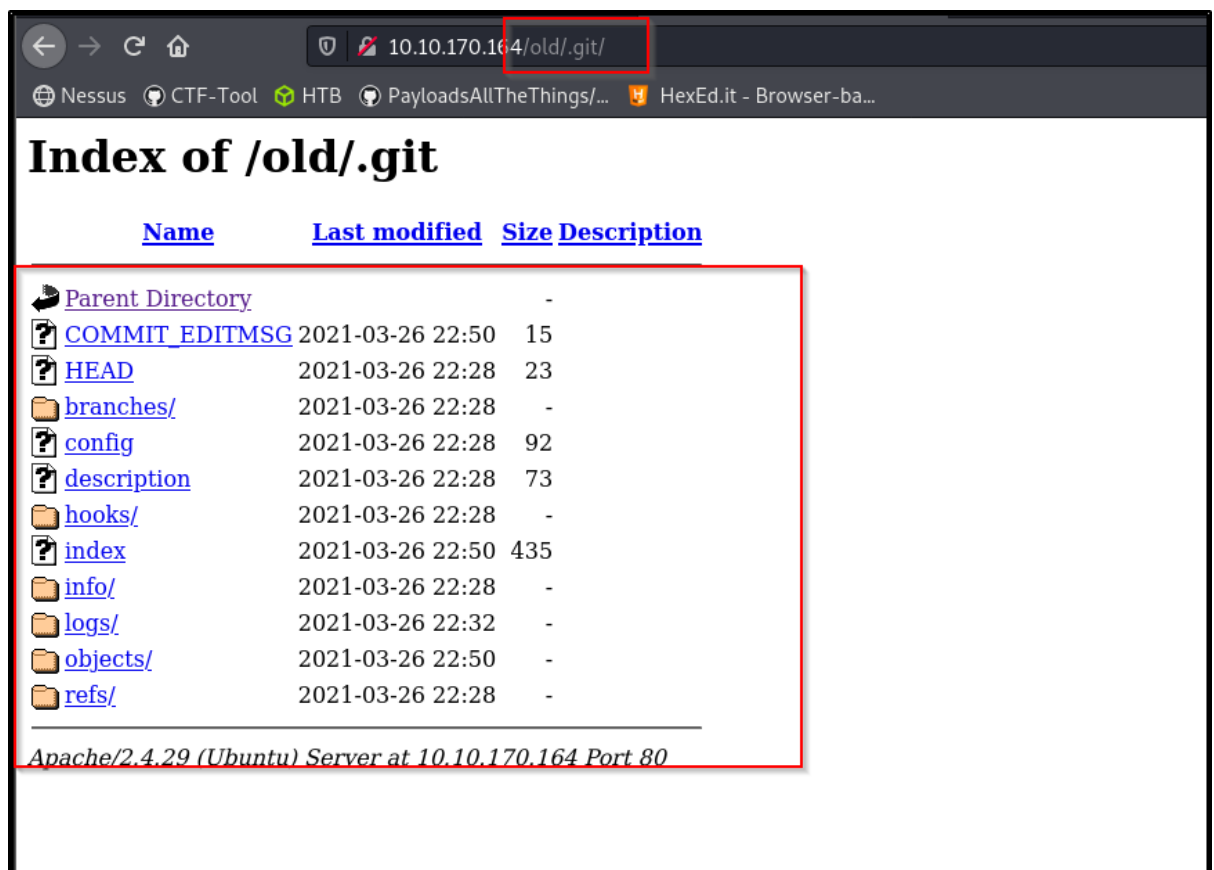 10.10.170.164/old/.git/
Nessus CTF-Tool HTB PayloadsAllTheThings/... HexEd.it - Browser-ba...
Index of /old/.git
Name Last modified Size Description
Parent Directory -
COMMIT_EDITMSG 2021-03-26 22:50 15
HEAD 2021-03-26 22:28 23
branches/ 2021-03-26 22:28 -
config 2021-03-26 22:28 92
description 2021-03-26 22:28 73
hooks/ 2021-03-26 22:28 -
index 2021-03-26 22:50 435
info/ 2021-03-26 22:28 -
logs/ 2021-03-26 22:32 -
objects/ 2021-03-26 22:50 -
refs/ 2021-03-26 22:28 -
Apache/2.4.29 (Ubuntu) Server at 10.10.170.164 Port 80